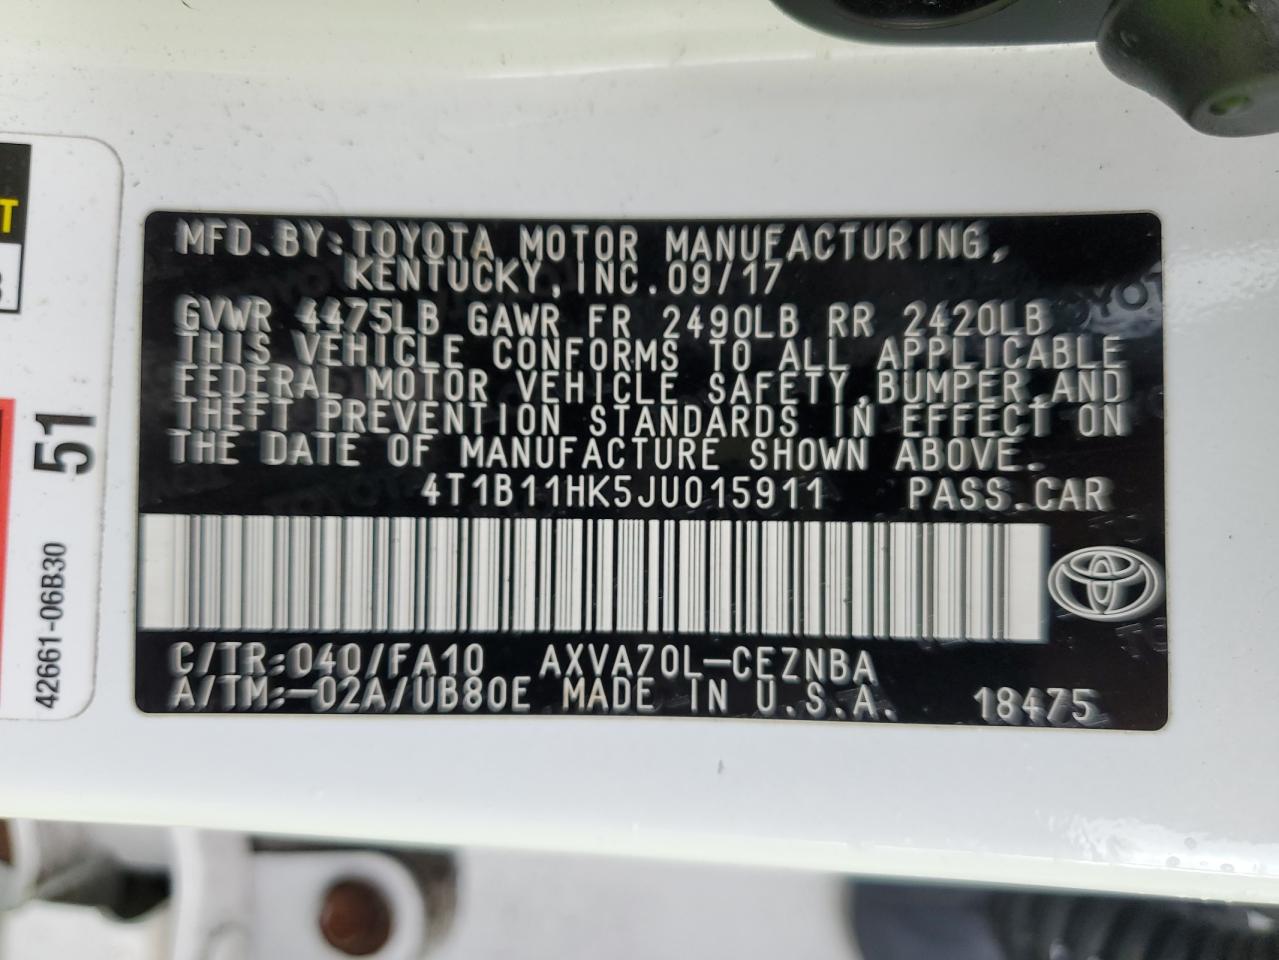 MFD.BY:TOYOTA MOTOR MANUFACTURING,
KENTUCKY,INC.09/17
GVWR 4475LB GAWR FR 2490LB RR 2420LB
THIS VEHICLE CONFORMS TO ALL APPLICABLE
FEDERAL MOTOR VEHICLE SAFETY,BUMPER,AND
THEFT PREVENTION STANDARDS IN EFFECT ON
THE DATE OF MANUFACTURE SHOWN ABOVE.
4T1B11HK5JU015911 PASS.CAR
C/TR:040/FA10 AXVA70L-CEZNBA
A/TM:-02A/UB80E MADE IN U.S.A. 18475
51
42661-06B30
T